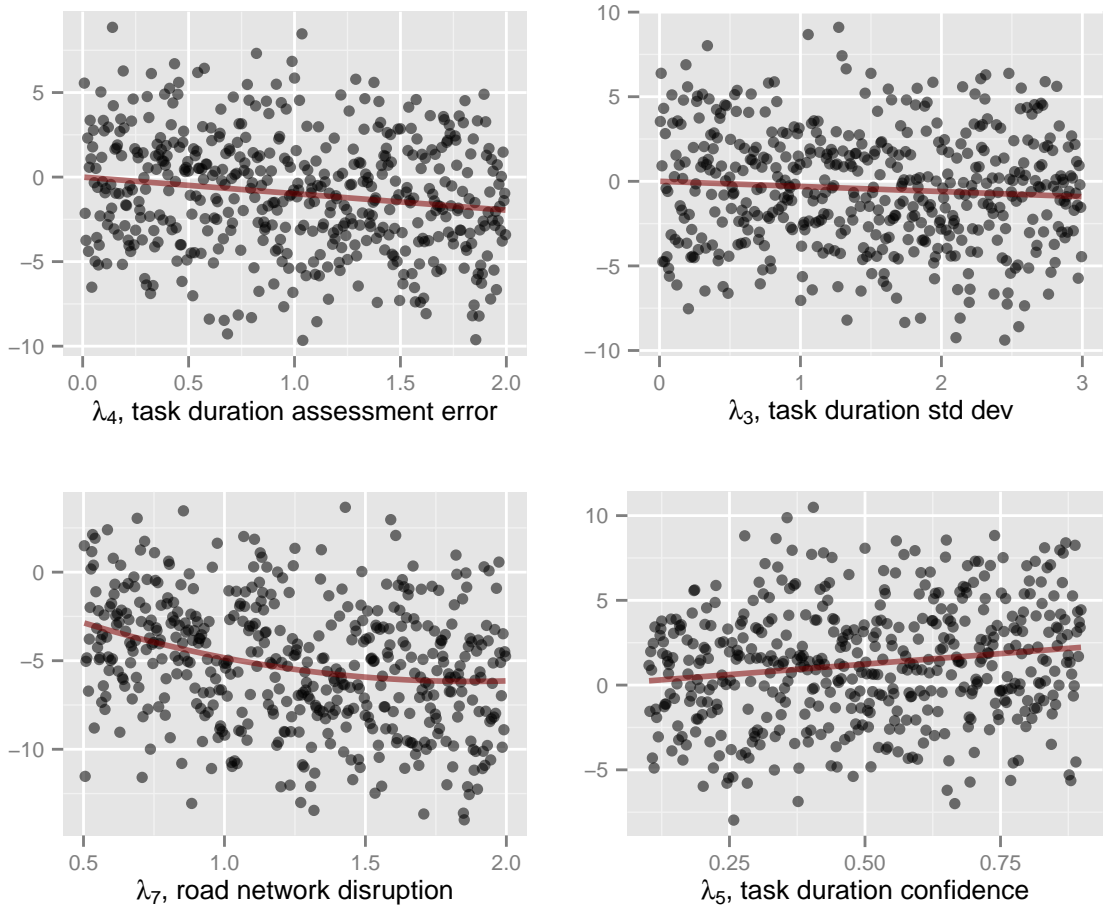 5
0
−5
−10
0.0 0.5 1.0 1.5 2.0
λ4, task duration assessment error
10
5
0
−5
−10
0 1 2 3
λ3, task duration std dev
0
−5
−10
0.5 1.0 1.5 2.0
λ7, road network disruption
10
5
0
−5
0.25 0.50 0.75
λ5, task duration confidence